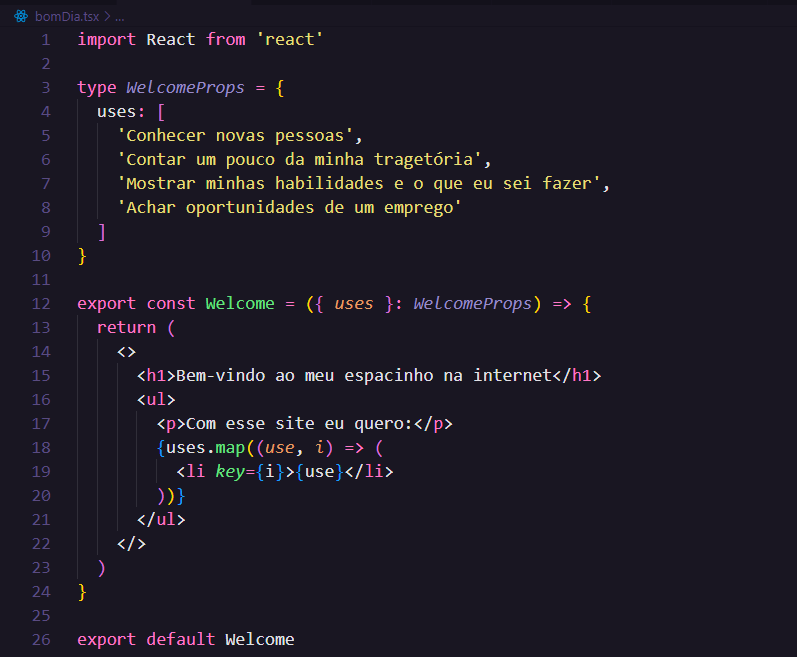 bomDia.tsx > ...
1 import React from 'react'
2
3 type WelcomeProps = {
4   uses: [
5     'Conhecer novas pessoas',
6     'Contar um pouco da minha tragetória',
7     'Mostrar minhas habilidades e o que eu sei fazer',
8     'Achar oportunidades de um emprego'
9   ]
10 }
11
12 export const Welcome = ({ uses }: WelcomeProps) => {
13   return (
14     <>
15       <h1>Bem-vindo ao meu espacinho na internet</h1>
16       <ul>
17         <p>Com esse site eu quero:</p>
18         {uses.map((use, i) => (
19           <li key={i}>{use}</li>
20         ))}
21       </ul>
22     </>
23   )
24 }
25
26 export default Welcome